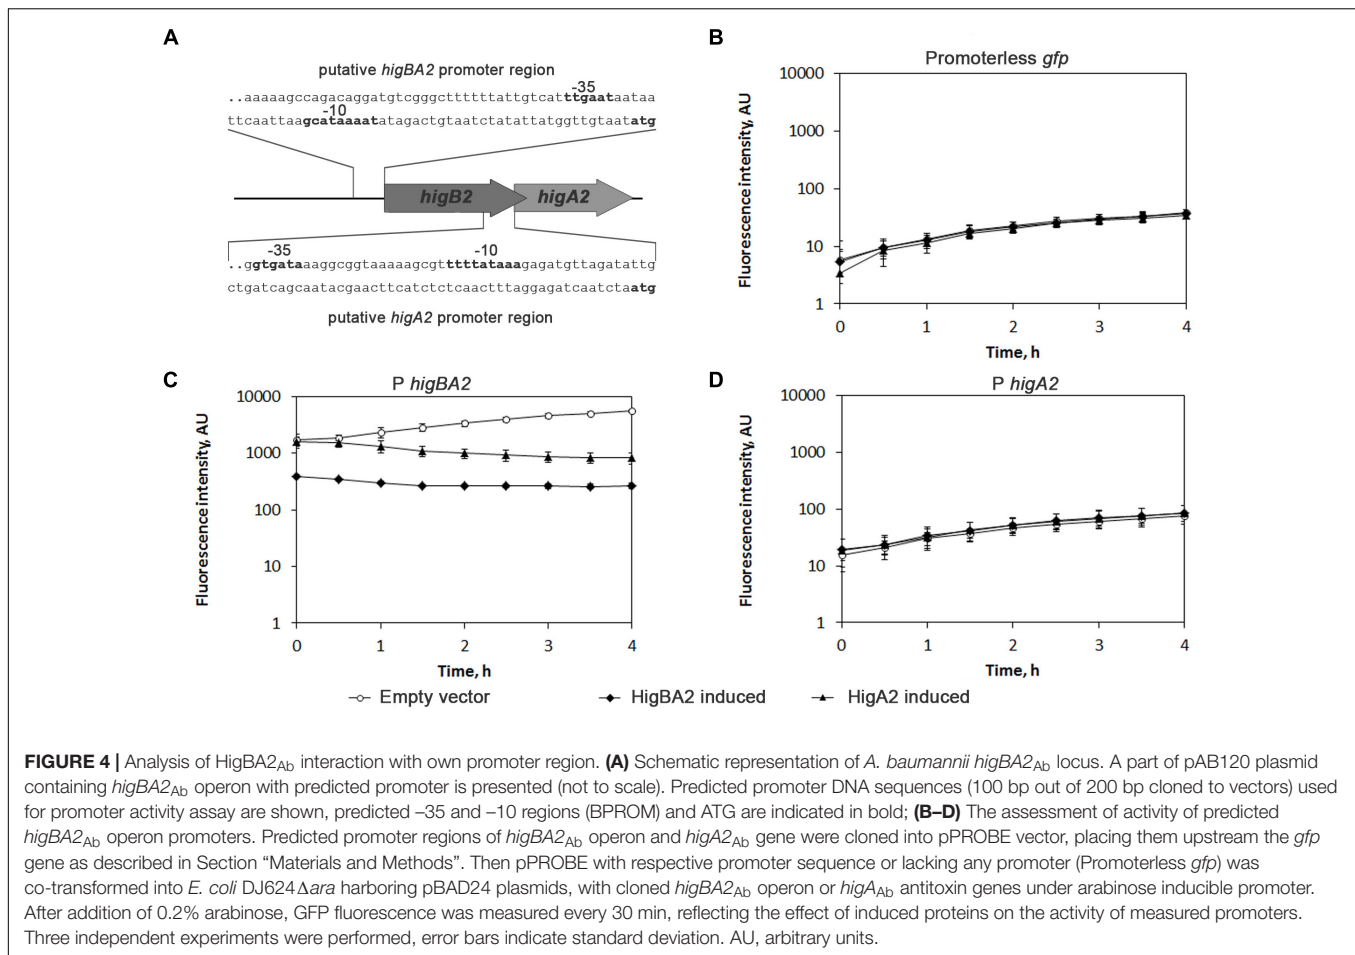 A
putative higBA2 promoter region
-35
..aaaaagccagacaggatgtcgggcttttttattgtcatttgaataataa
-10
ttcaattaagcataaaatatagactgtaatctatattatggttgtaatatg
higB2
higA2
-35
-10
..ggtgataaaggcggtaaaaagcgttttttataaagagatgttagatattg
ctgatcagcaatacgaacttcatctctcaactttaggagatcaatctaatg
putative higA2 promoter region
B
Promoterless gfp
Fluorescence intensity, AU
10000
1000
100
10
1
0 1 2 3 4
Time, h
C
P higBA2
Fluorescence intensity, AU
10000
1000
100
10
1
0 1 2 3 4
Time, h
D
P higA2
Fluorescence intensity, AU
10000
1000
100
10
1
0 1 2 3 4
Time, h
Empty vector
HigBA2 induced
HigA2 induced
FIGURE 4 | Analysis of HigBA2Ab interaction with own promoter region. (A) Schematic representation of A. baumannii higBA2Ab locus. A part of pAB120 plasmid
containing higBA2Ab operon with predicted promoter is presented (not to scale). Predicted promoter DNA sequences (100 bp out of 200 bp cloned to vectors) used
for promoter activity assay are shown, predicted –35 and –10 regions (BPROM) and ATG are indicated in bold; (B–D) The assessment of activity of predicted
higBA2Ab operon promoters. Predicted promoter regions of higBA2Ab operon and higA2Ab gene were cloned into pPROBE vector, placing them upstream the gfp
gene as described in Section “Materials and Methods”. Then pPROBE with respective promoter sequence or lacking any promoter (Promoterless gfp) was
co-transformed into E. coli DJ624Δara harboring pBAD24 plasmids, with cloned higBA2Ab operon or higAAb antitoxin genes under arabinose inducible promoter.
After addition of 0.2% arabinose, GFP fluorescence was measured every 30 min, reflecting the effect of induced proteins on the activity of measured promoters.
Three independent experiments were performed, error bars indicate standard deviation. AU, arbitrary units.